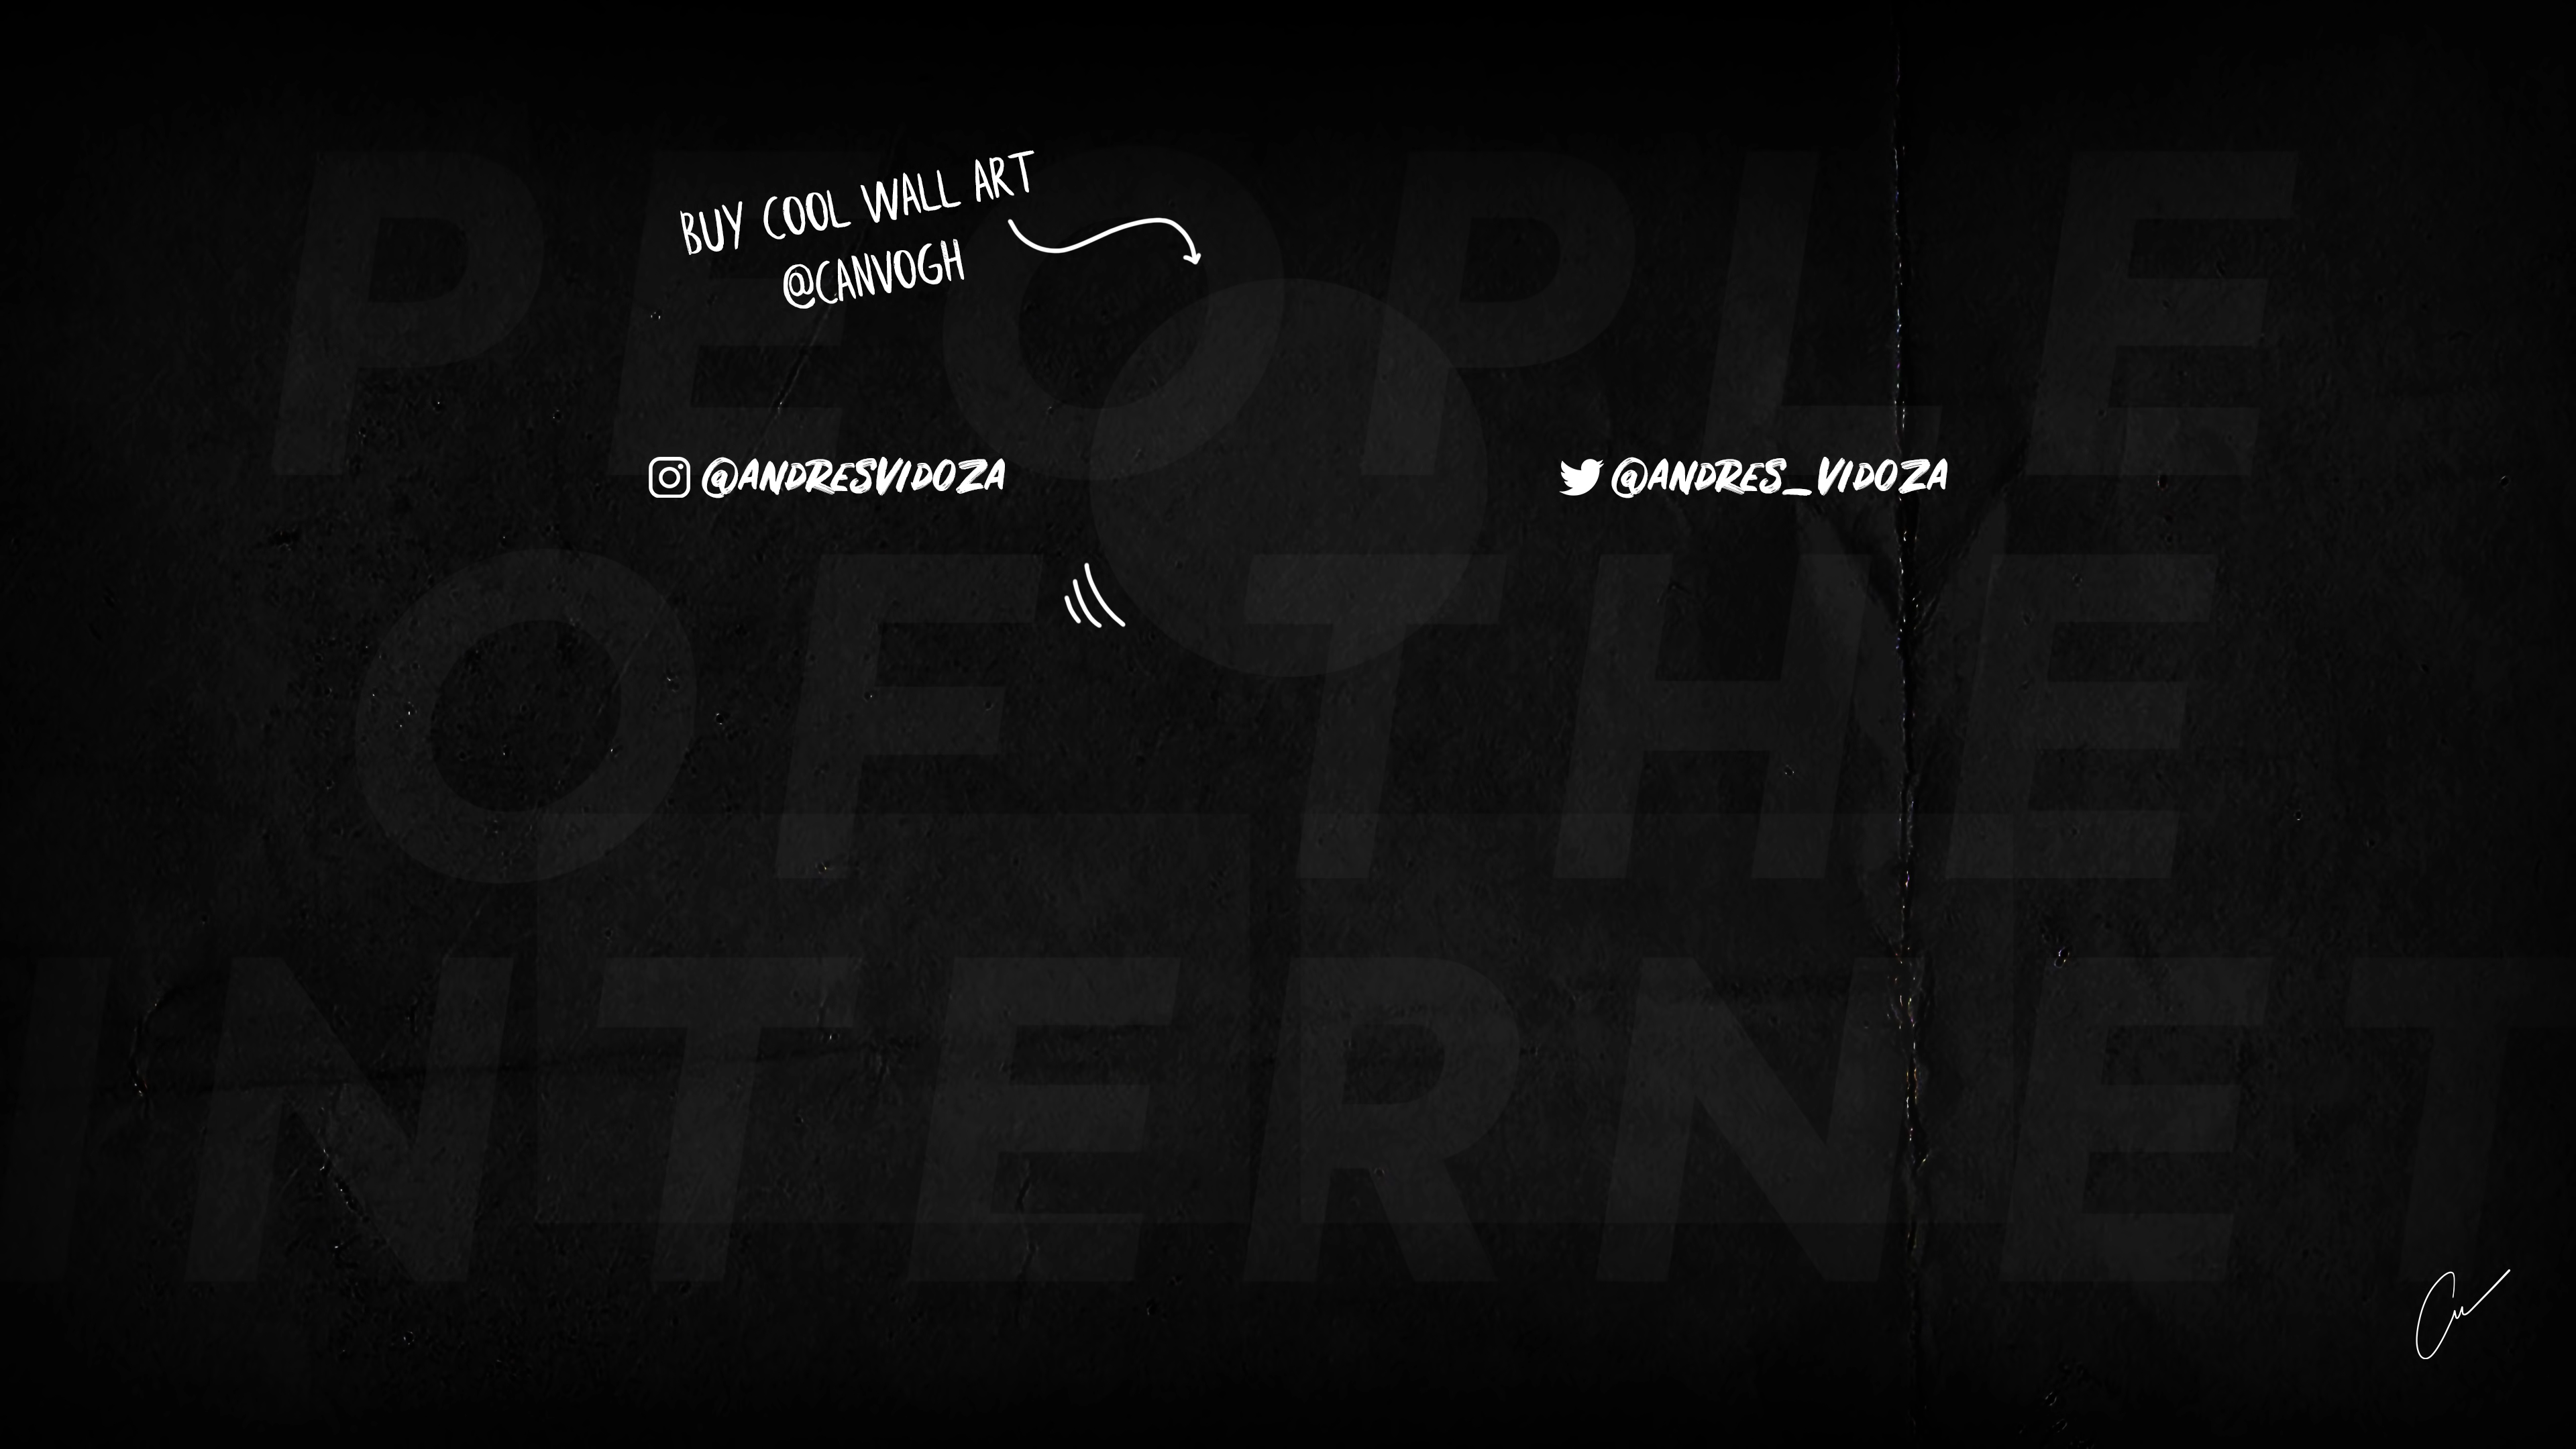 PEOPLE
BUY COOL WALL ART
@CANVOGH
@ANDRESVIDOZA
@ANDRES_VIDOZA
OF THE
INTERNET